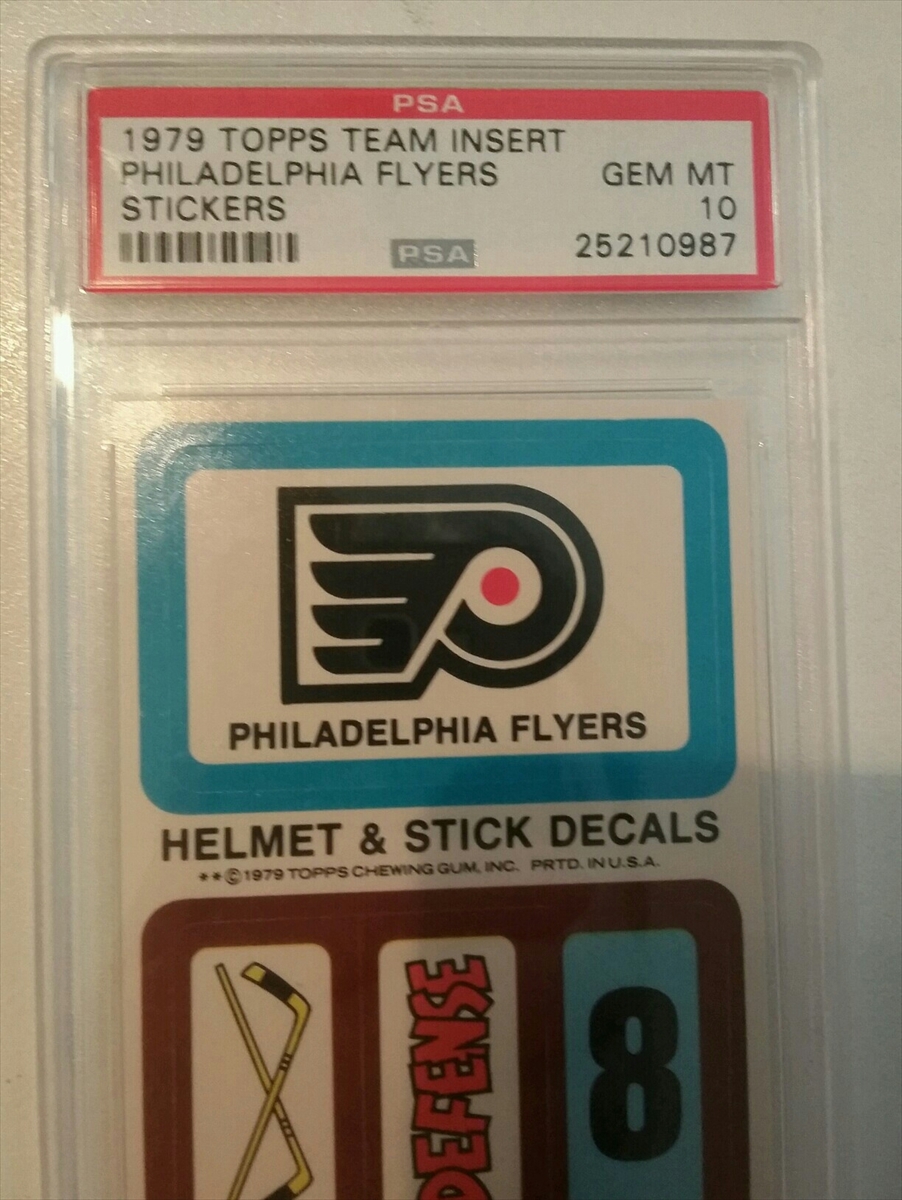 PSA
1979 TOPPS TEAM INSERT
PHILADELPHIA FLYERS GEM MT
STICKERS 10
PSA 25210987
PHILADELPHIA FLYERS
HELMET & STICK DECALS
**©1979 TOPPS CHEWING GUM, INC. PRTD. IN U.S.A.
DEFENSE
8